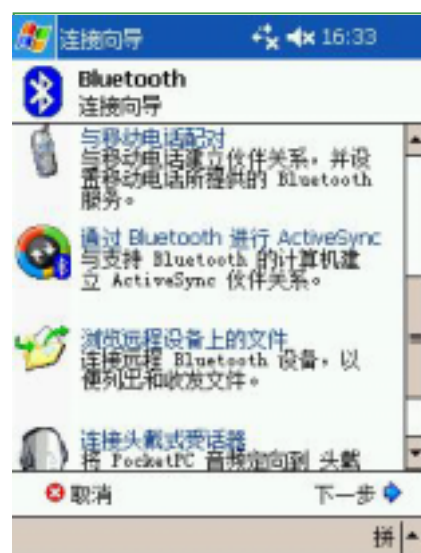 连接向导 16:33
Bluetooth
连接向导
与移动电话配对
与移动电话建立伙伴关系，并设
置移动电话所提供的 Bluetooth
服务。
通过 Bluetooth 进行 ActiveSync
与支持 Bluetooth 的计算机建
立 ActiveSync 伙伴关系。
浏览远程设备上的文件
连接远程 Bluetooth 设备，以
便列出和收发文件。
连接头戴式受话器
将 PocketPC 音频定向到 头戴
取消 下一步
拼